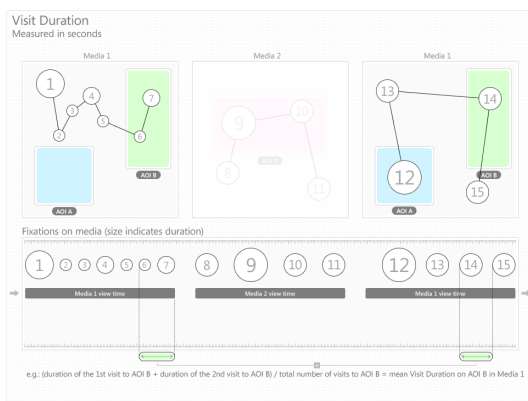 Visit Duration
Measured in seconds
Media 1
Media 2
Media 1
1
2
3
4
5
6
7
AOI B
AOI A
8
9
10
11
AOI C
12
13
14
15
AOI B
AOI A
Fixations on media (size indicates duration)
1 2 3 4 5 6 7 8 9 10 11 12 13 14 15
Media 1 view time Media 2 view time Media 1 view time
e.g.: (duration of the 1st visit to AOI B + duration of the 2nd visit to AOI B) / total number of visits to AOI B = mean Visit Duration on AOI B in Media 1